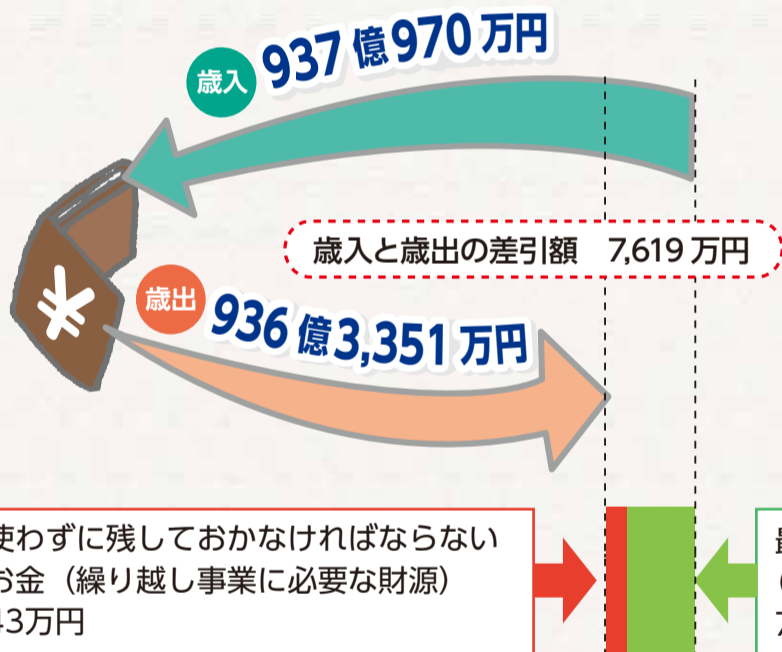 歳入 937億970万円
歳入と歳出の差引額 7,619万円
¥
歳出 936億3,351万円
使わずに残しておかなければならない
お金（繰り越し事業に必要な財源）
43万円